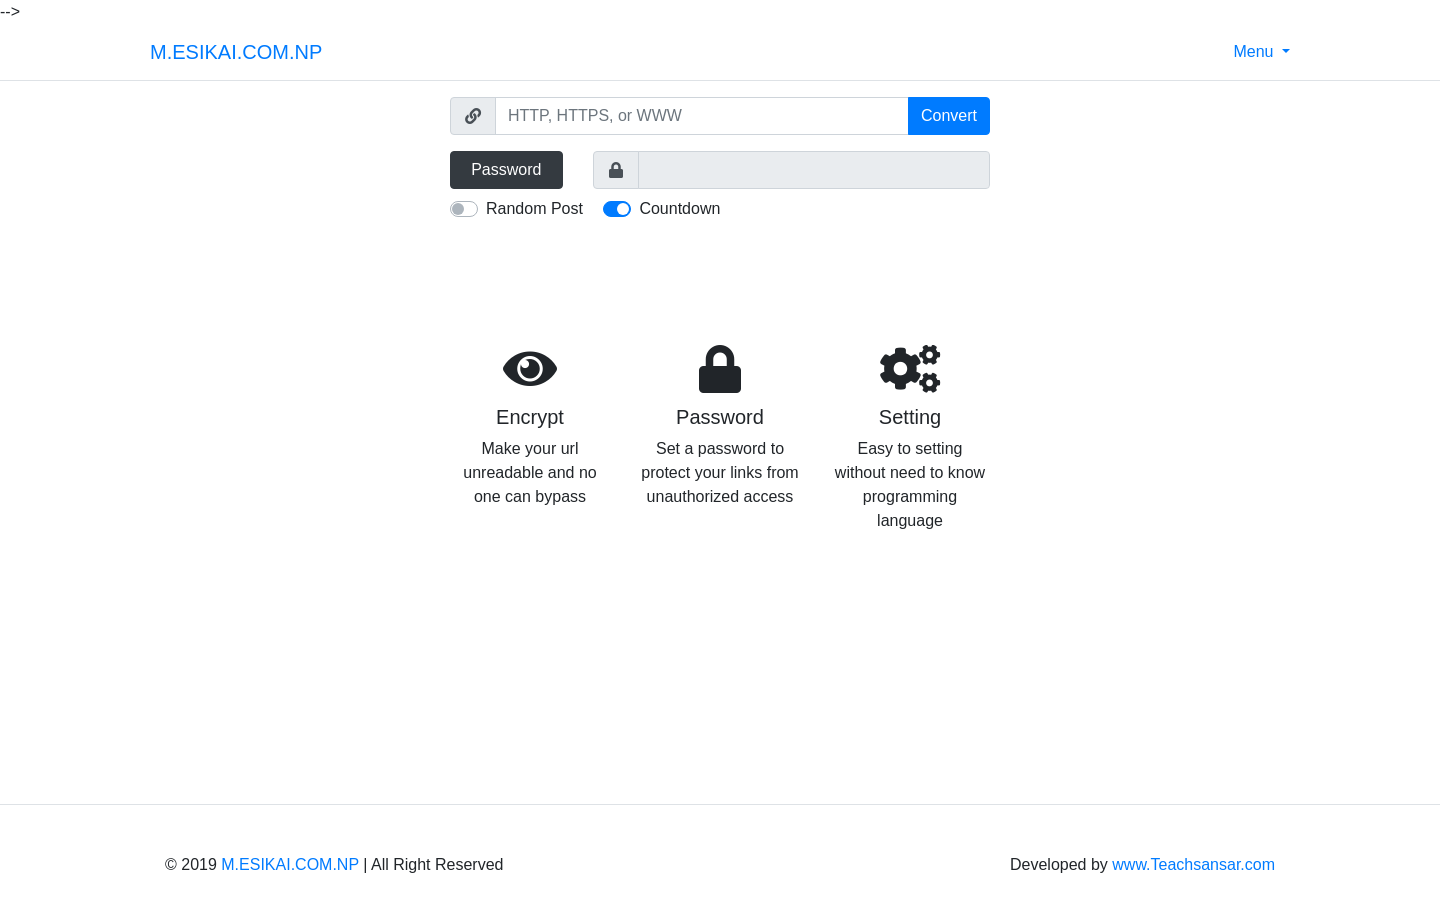 -->
M.ESIKAI.COM.NP
Menu
HTTP, HTTPS, or WWW
Convert
Password
Random Post
Countdown
Encrypt
Make your url
unreadable and no
one can bypass
Password
Set a password to
protect your links from
unauthorized access
Setting
Easy to setting
without need to know
programming
language
© 2019 M.ESIKAI.COM.NP | All Right Reserved
Developed by www.Teachsansar.com